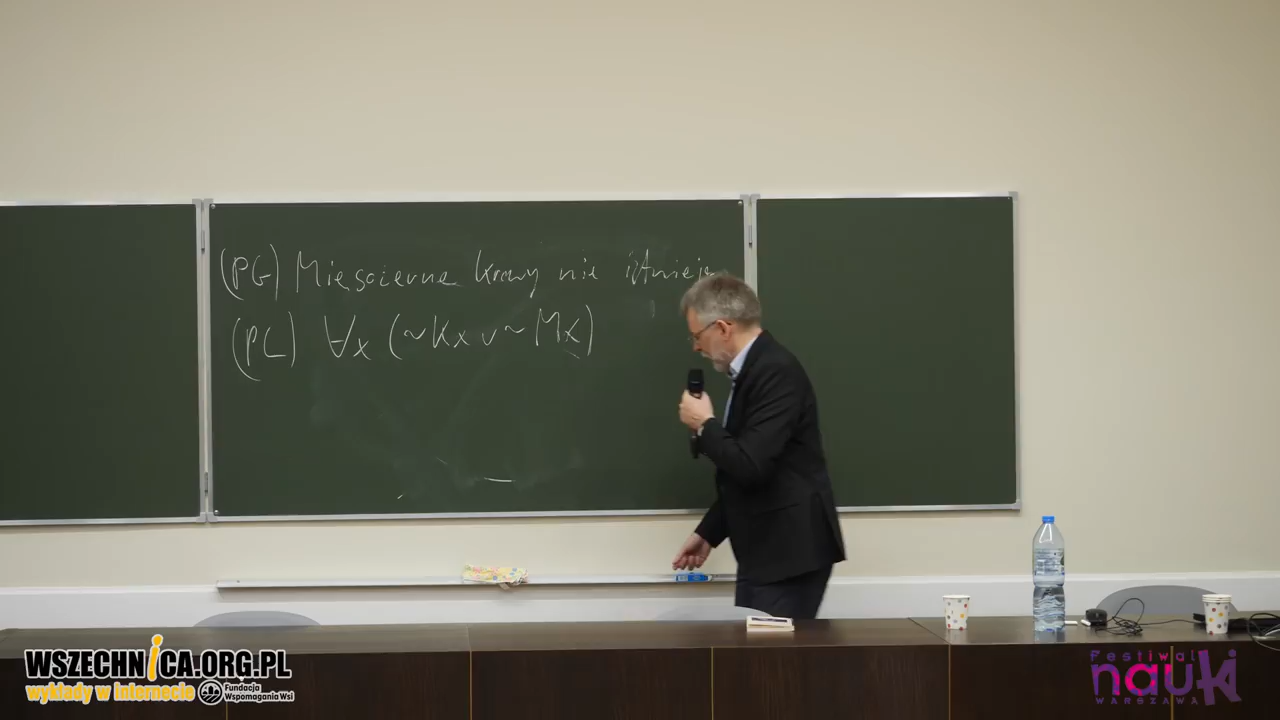 (PG) Mięsożerne krowy nie istnieją
(PL) ∀x (~Kx ∨ ~Mx)
WSZECHNICA.ORG.PL
wykłady w internecie
Fundacja
Wspomagania Wsi
Festiwal
nauki
WARSZAWA